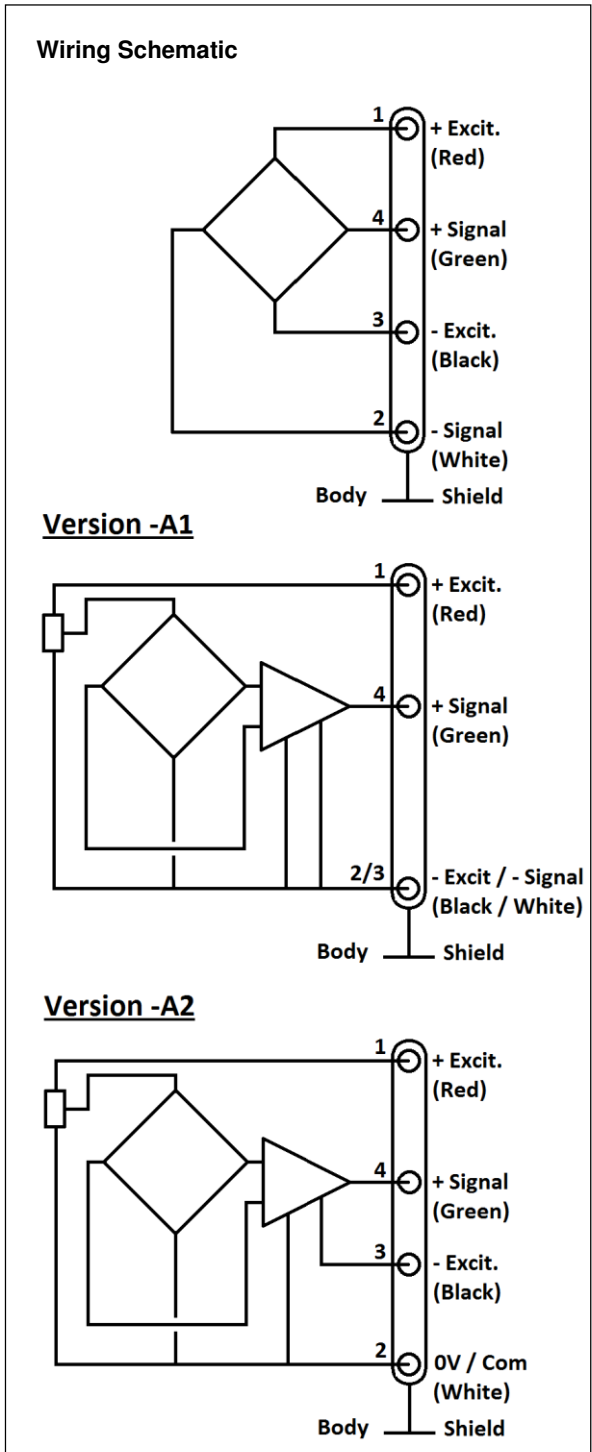 Wiring Schematic
1
+ Excit.
(Red)
4
+ Signal
(Green)
3
- Excit.
(Black)
2
- Signal
(White)
Body Shield
Version -A1
1
+ Excit.
(Red)
4
+ Signal
(Green)
2/3
- Excit / - Signal
(Black / White)
Body Shield
Version -A2
1
+ Excit.
(Red)
4
+ Signal
(Green)
3
- Excit.
(Black)
2
0V / Com
(White)
Body Shield